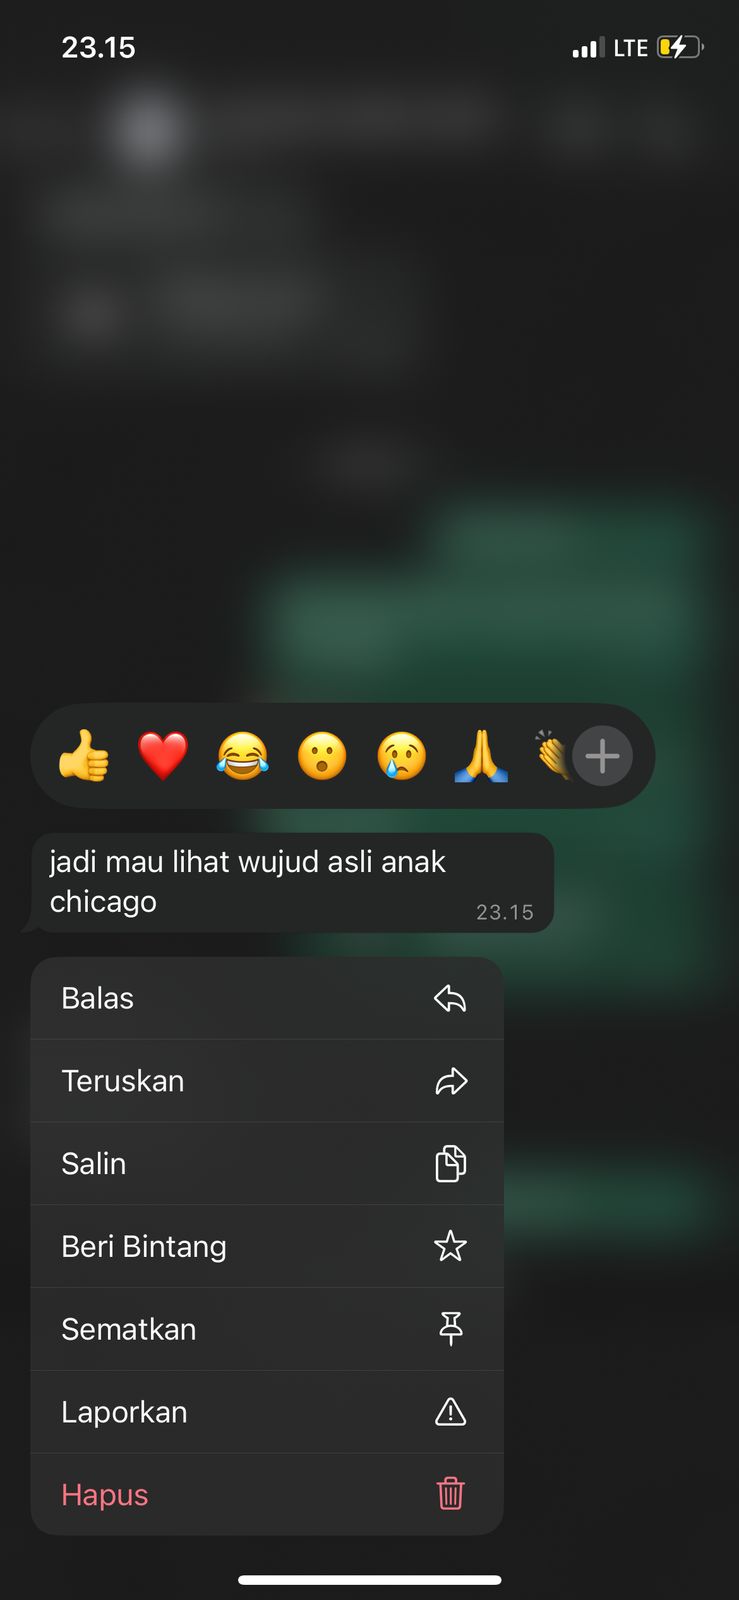 23.15
LTE
jadi mau lihat wujud asli anak
chicago
23.15
Balas
Teruskan
Salin
Beri Bintang
Sematkan
Laporkan
Hapus